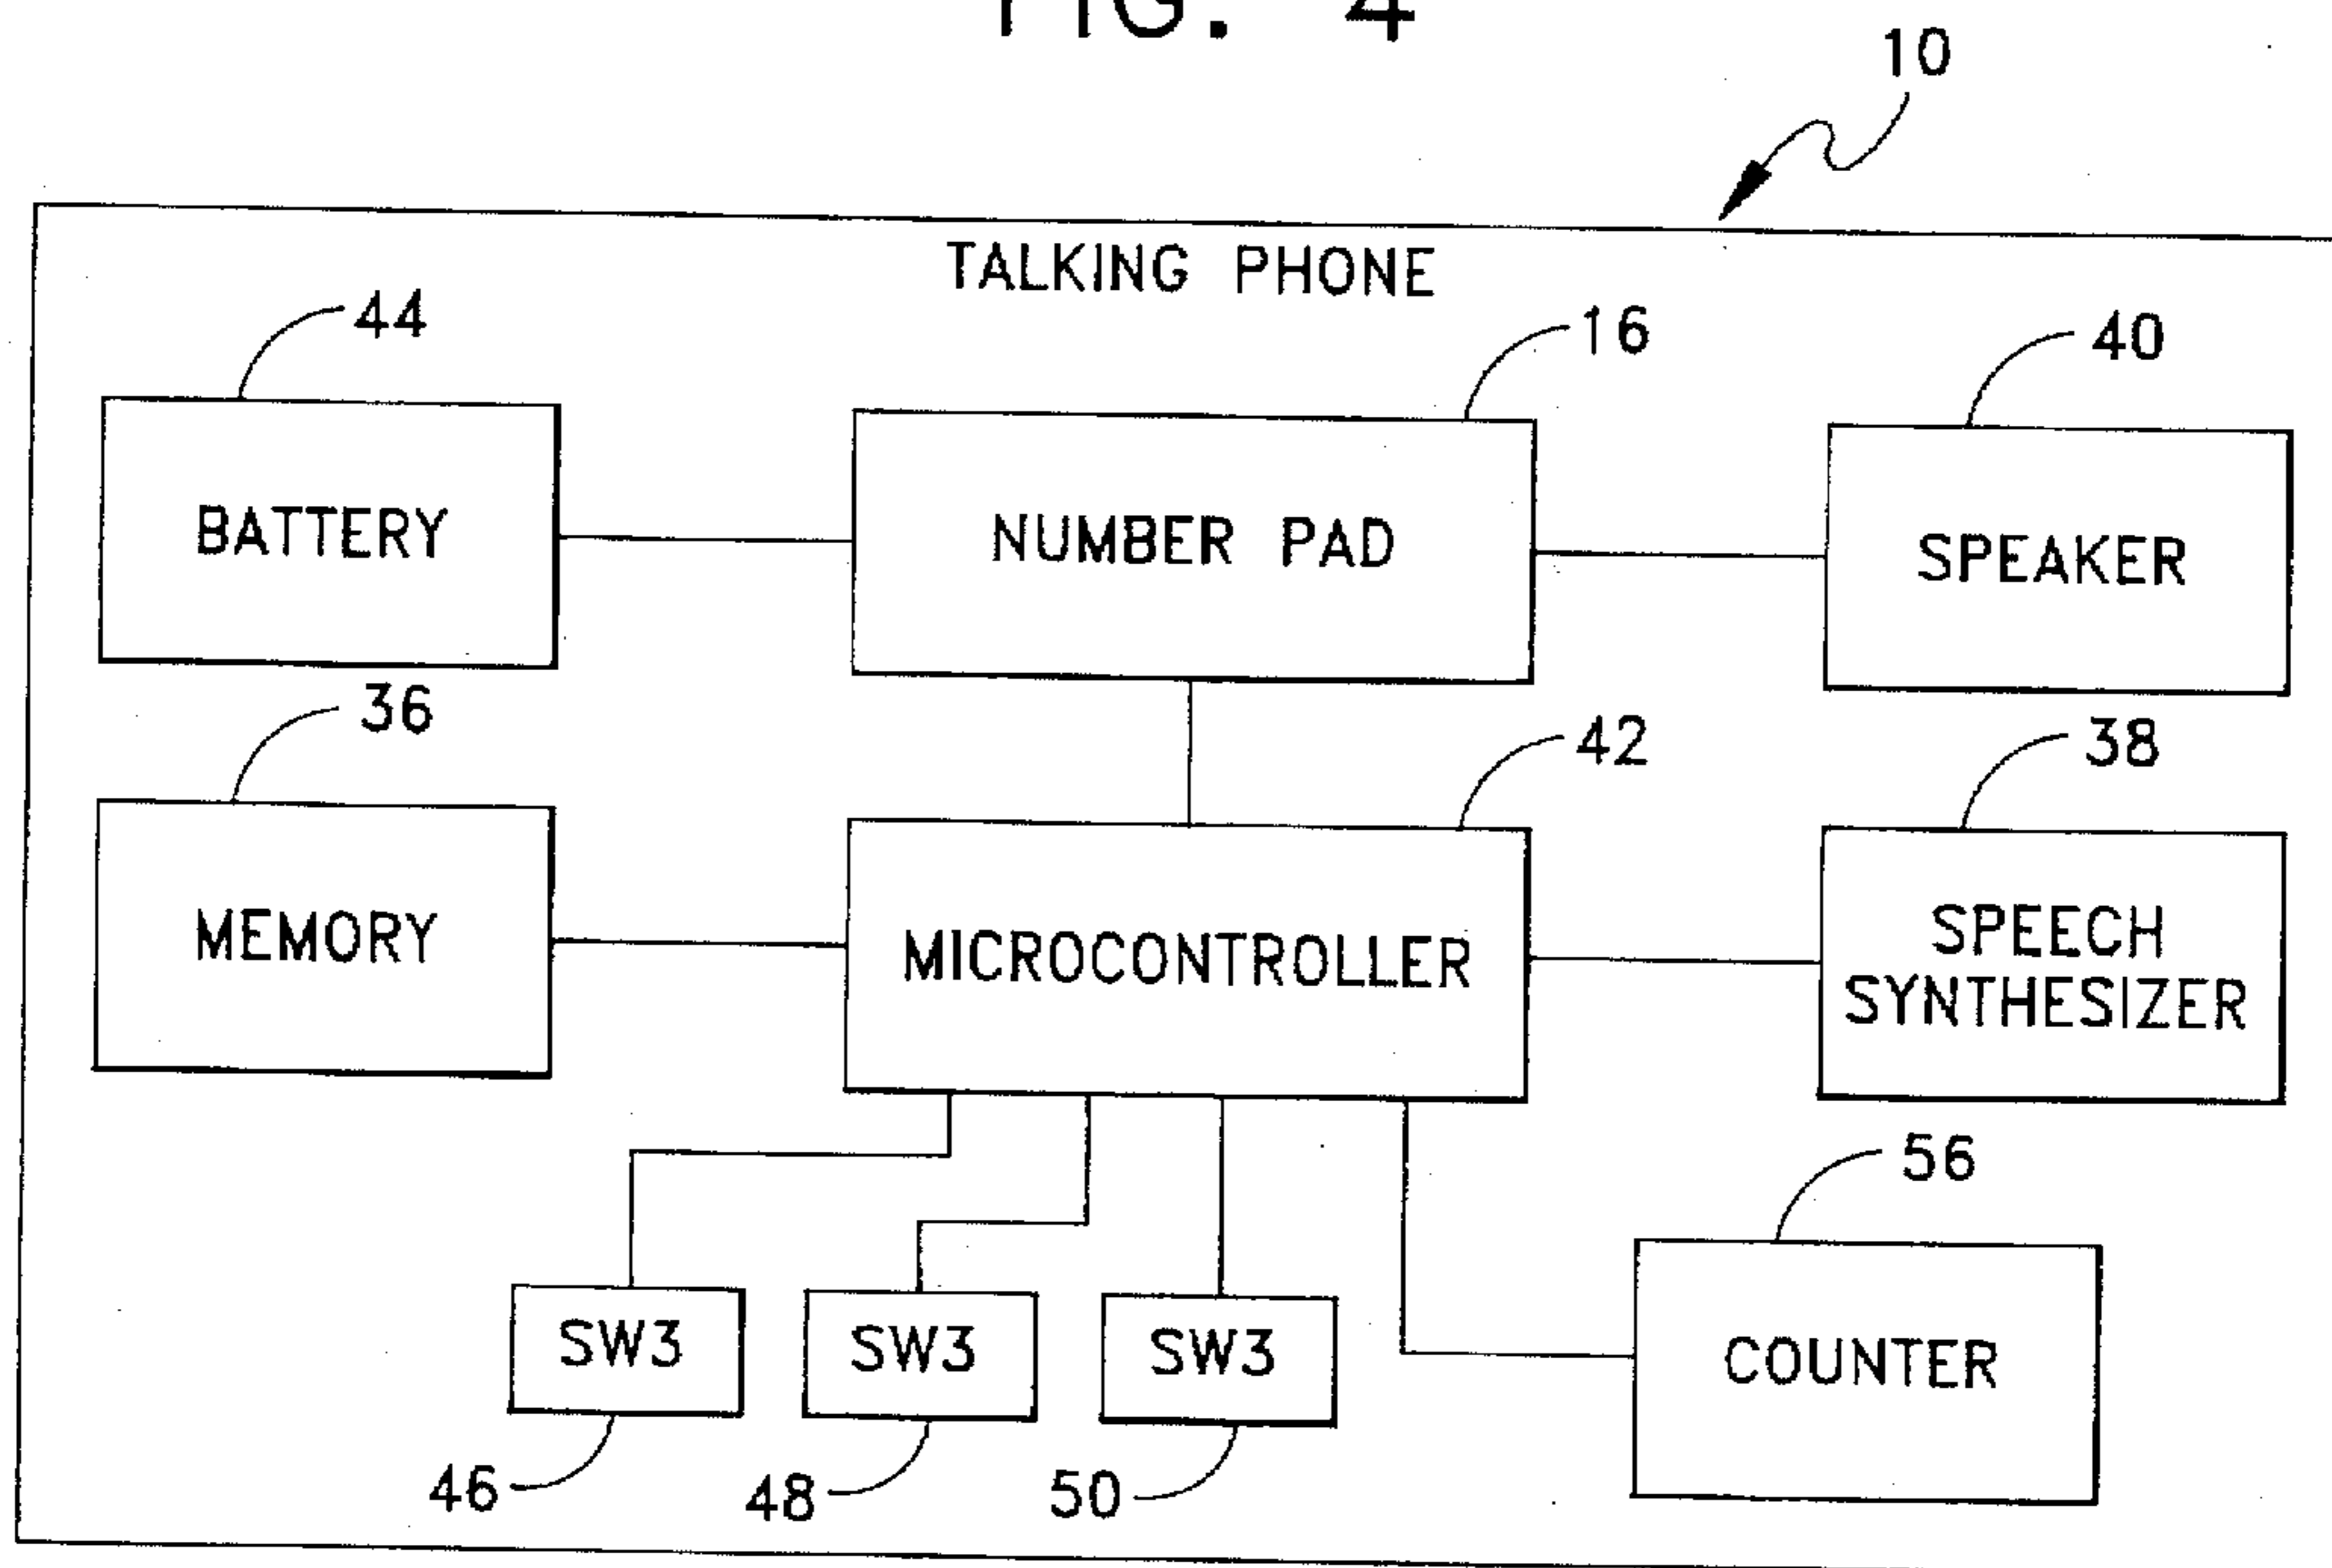 FIG. 4
10
TALKING PHONE
44
16
40
BATTERY
NUMBER PAD
SPEAKER
36
42
38
MEMORY
MICROCONTROLLER
SPEECH
SYNTHESIZER
56
SW3
SW3
SW3
COUNTER
46
48
50